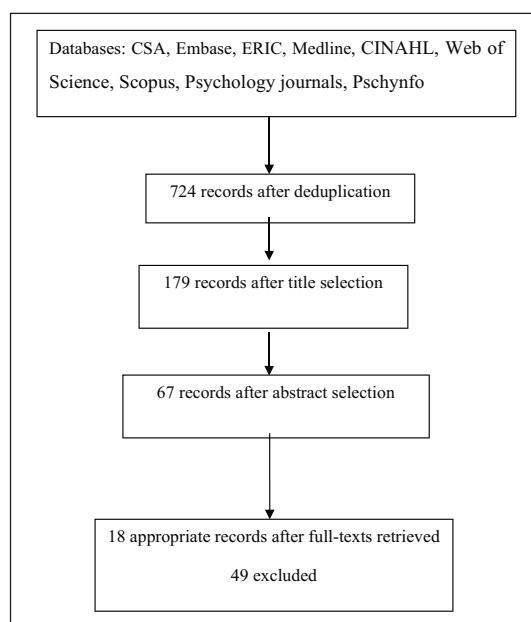 Databases: CSA, Embase, ERIC, Medline, CINAHL, Web of
Science, Scopus, Psychology journals, Pschynfo
724 records after deduplication
179 records after title selection
67 records after abstract selection
18 appropriate records after full-texts retrieved
49 excluded